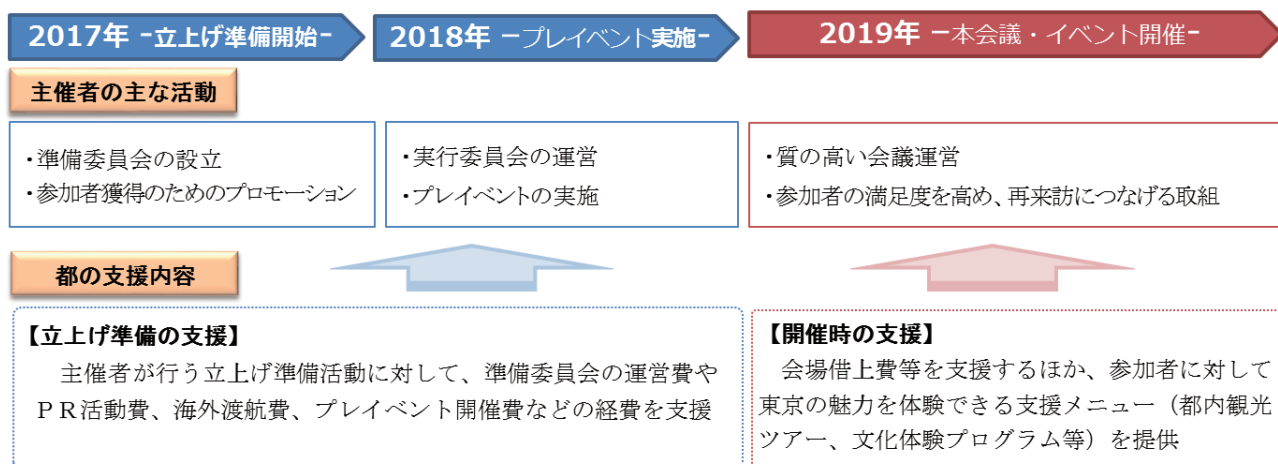 2017年 -立上げ準備開始-
2018年 －プレイベント実施-
2019年 －本会議・イベント開催-
主催者の主な活動
・準備委員会の設立
・参加者獲得のためのプロモーション
・実行委員会の運営
・プレイベントの実施
・質の高い会議運営
・参加者の満足度を高め、再来訪につなげる取組
都の支援内容
【立上げ準備の支援】
主催者が行う立上げ準備活動に対して、準備委員会の運営費や
ＰＲ活動費、海外渡航費、プレイベント開催費などの経費を支援
【開催時の支援】
会場借上費等を支援するほか、参加者に対して
東京の魅力を体験できる支援メニュー（都内観光
ツアー、文化体験プログラム等）を提供